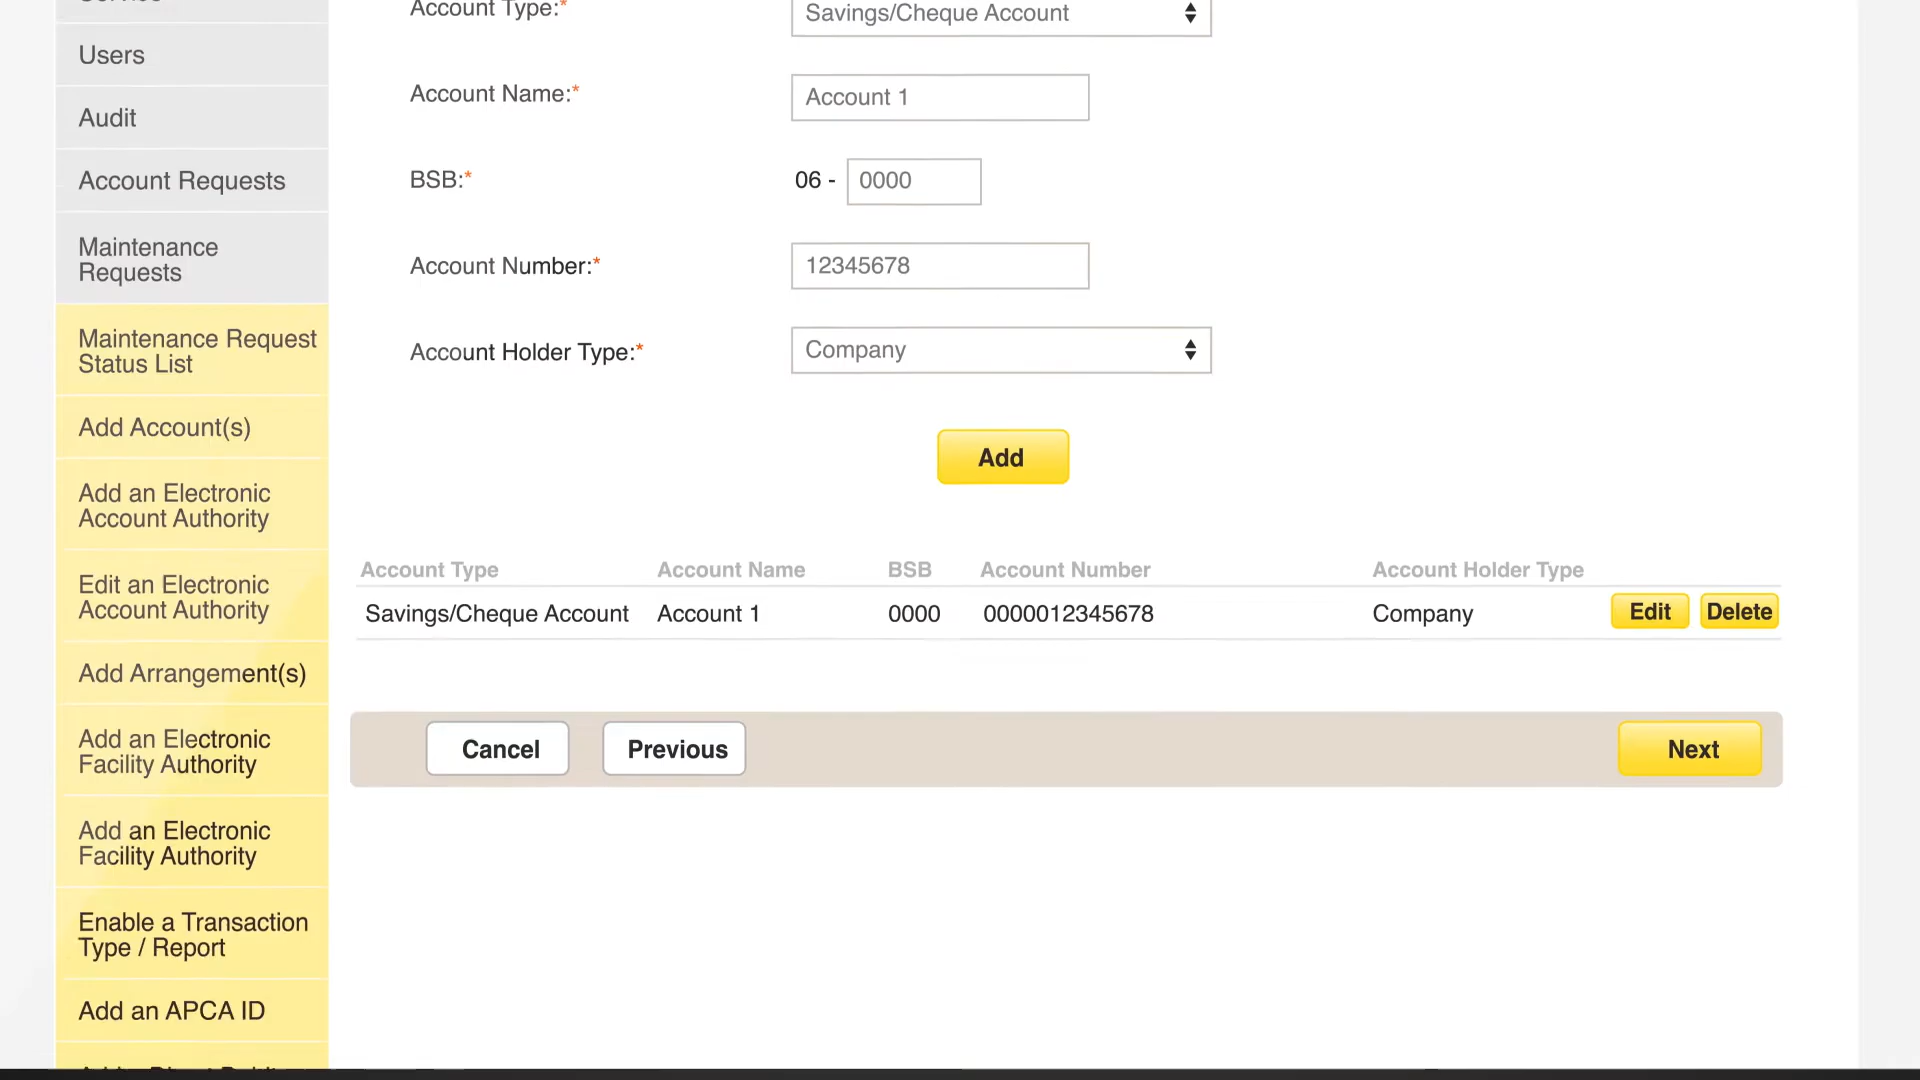 Users
Audit
Account Requests
Maintenance
Requests
Maintenance Request
Status List
Add Account(s)
Add an Electronic
Account Authority
Edit an Electronic
Account Authority
Add Arrangement(s)
Add an Electronic
Facility Authority
Add an Electronic
Facility Authority
Enable a Transaction
Type / Report
Add an APCA ID
Account Type:* Savings/Cheque Account
Account Name:* Account 1
BSB:* 06 - 0000
Account Number:* 12345678
Account Holder Type:* Company
Add
Account Type Account Name BSB Account Number Account Holder Type
Savings/Cheque Account Account 1 0000 0000012345678 Company Edit Delete
Cancel Previous Next